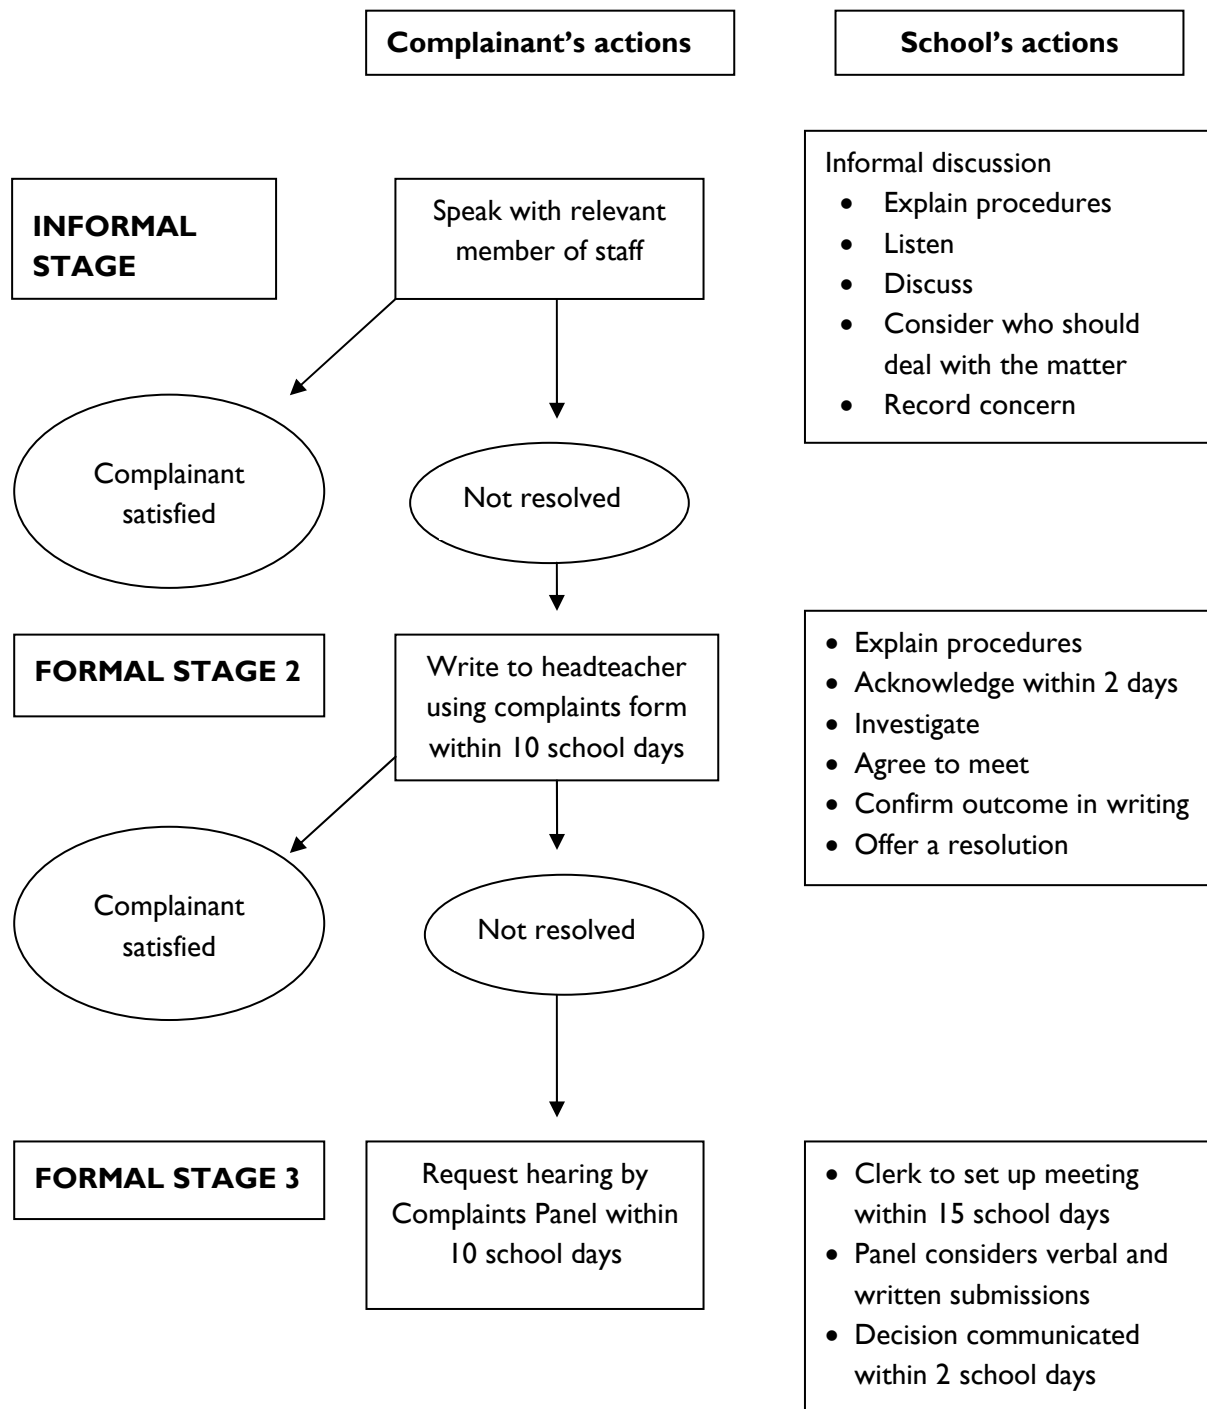 Complainant’s actions
School’s actions
INFORMAL
STAGE
Speak with relevant
member of staff
Informal discussion
• Explain procedures
• Listen
• Discuss
• Consider who should
deal with the matter
• Record concern
Complainant
satisfied
Not resolved
FORMAL STAGE 2
Write to headteacher
using complaints form
within 10 school days
• Explain procedures
• Acknowledge within 2 days
• Investigate
• Agree to meet
• Confirm outcome in writing
• Offer a resolution
Complainant
satisfied
Not resolved
FORMAL STAGE 3
Request hearing by
Complaints Panel within
10 school days
• Clerk to set up meeting
within 15 school days
• Panel considers verbal and
written submissions
• Decision communicated
within 2 school days